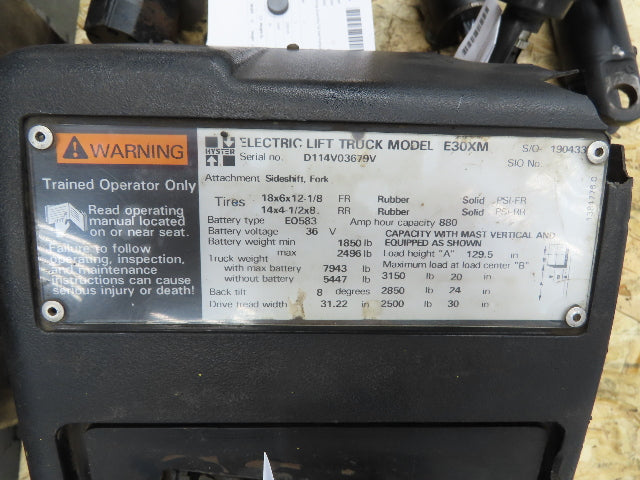 WARNING
Trained Operator Only
Read operating
manual located
on or near seat.
Failure to follow
operating, inspection,
and maintenance
instructions can cause
serious injury or death!
HYSTER
ELECTRIC LIFT TRUCK MODEL E30XM S/O- 190433
Serial no. D114V03679V SIO No.
Attachment Sideshift, Fork
Tires 18x6x12-1/8 FR Rubber Solid PSI-FR
14x4-1/2x8 RR Rubber Solid PSI-RR
Battery type EO583 Amp hour capacity 880
Battery voltage 36 V CAPACITY WITH MAST VERTICAL AND
EQUIPPED AS SHOWN
Battery weight min 1850 lb
max 2496 lb Load height "A" 129.5 in
Truck weight Maximum load at load center "B"
with max battery 7943 lb 3150 lb 20 in
without battery 5447 lb
Back tilt 8 degrees 2850 lb 24 in
Drive tread width 31.22 in 2500 lb 30 in